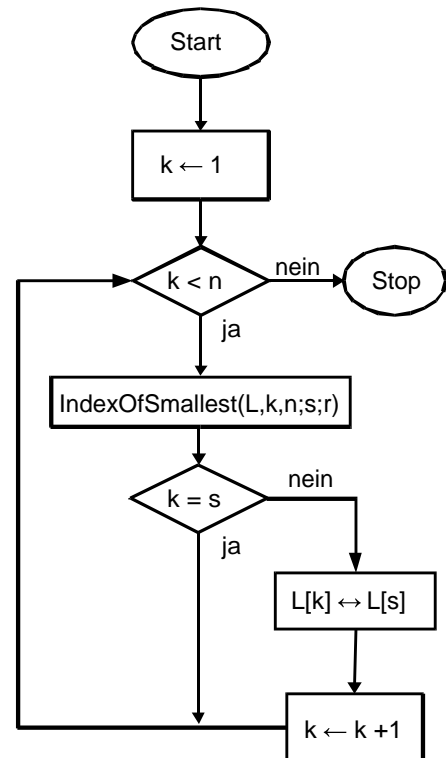 Start
k ← 1
k < n
nein
Stop
ja
IndexOfSmallest(L,k,n;s;r)
k = s
nein
ja
L[k] ↔ L[s]
k ← k +1